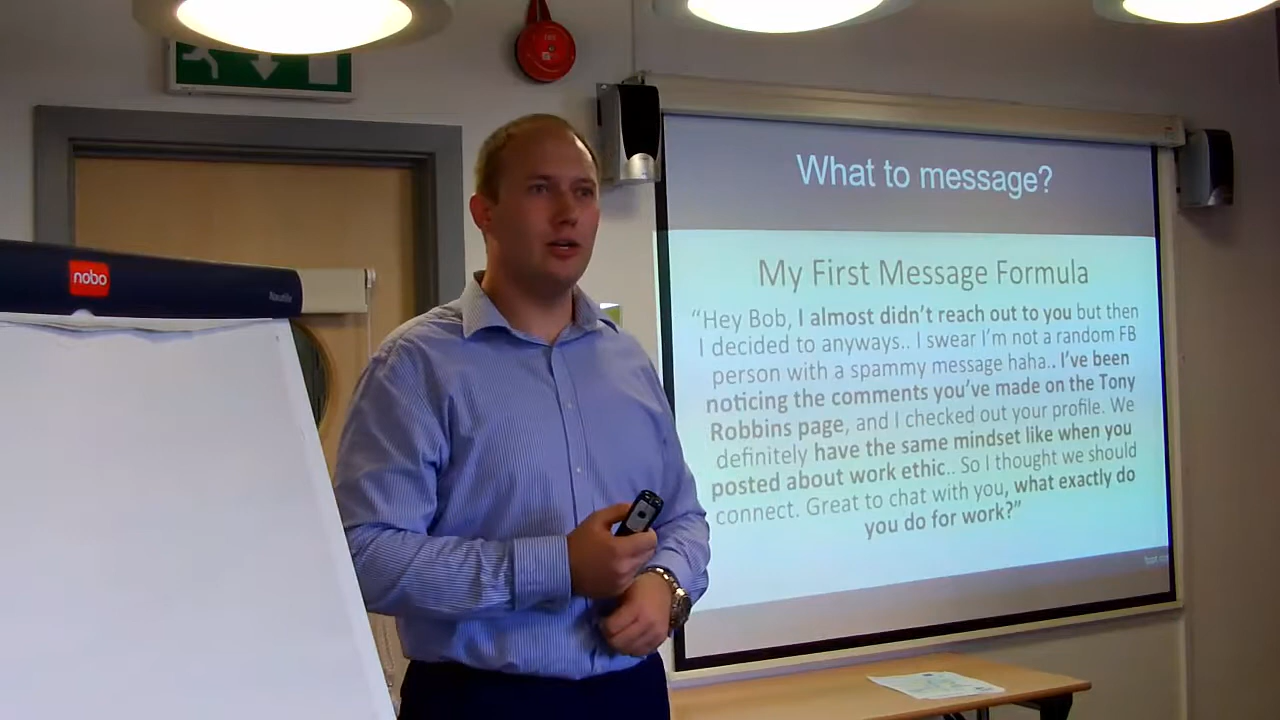 nobo
Nautile
What to message?
My First Message Formula
“Hey Bob, I almost didn’t reach out to you but then
I decided to anyways.. I swear I’m not a random FB
person with a spammy message haha.. I’ve been
noticing the comments you’ve made on the Tony
Robbins page, and I checked out your profile. We
definitely have the same mindset like when you
posted about work ethic.. So I thought we should
connect. Great to chat with you, what exactly do
you do for work?”